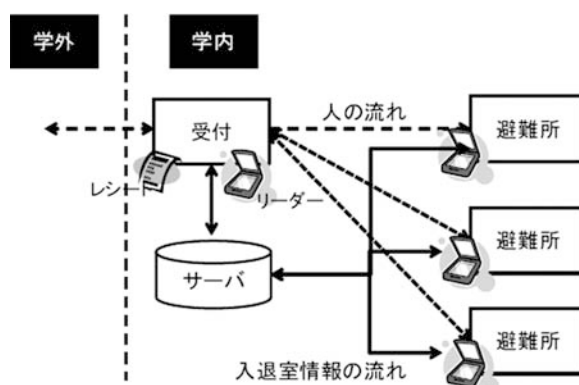 学外
学内
受付
人の流れ
避難所
レシート
リーダー
避難所
サーバ
避難所
入退室情報の流れ